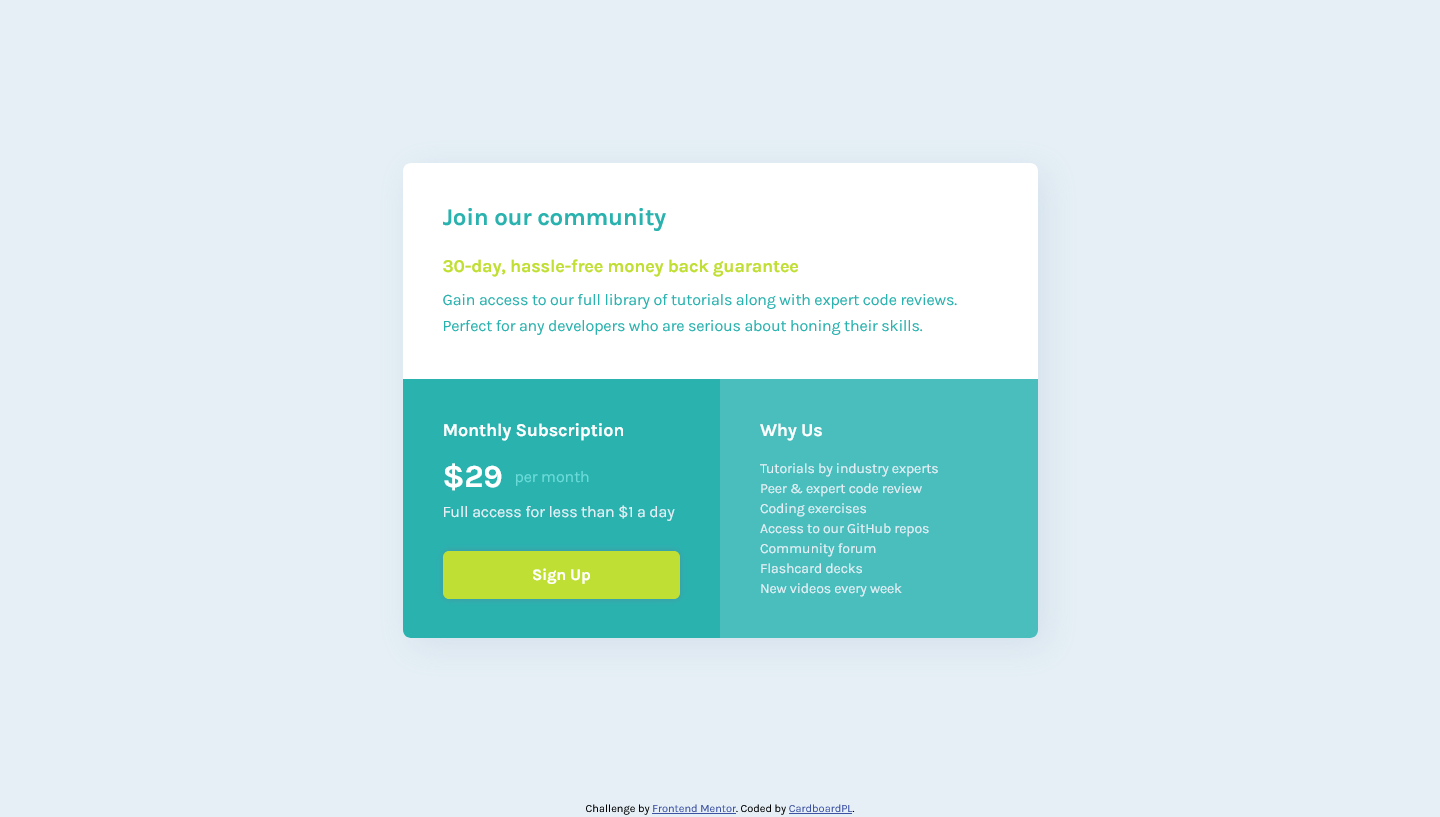 Join our community
30-day, hassle-free money back guarantee
Gain access to our full library of tutorials along with expert code reviews.
Perfect for any developers who are serious about honing their skills.
Monthly Subscription
$29 per month
Full access for less than $1 a day
Sign Up
Why Us
Tutorials by industry experts
Peer & expert code review
Coding exercises
Access to our GitHub repos
Community forum
Flashcard decks
New videos every week
Challenge by Frontend Mentor. Coded by CardboardPL.